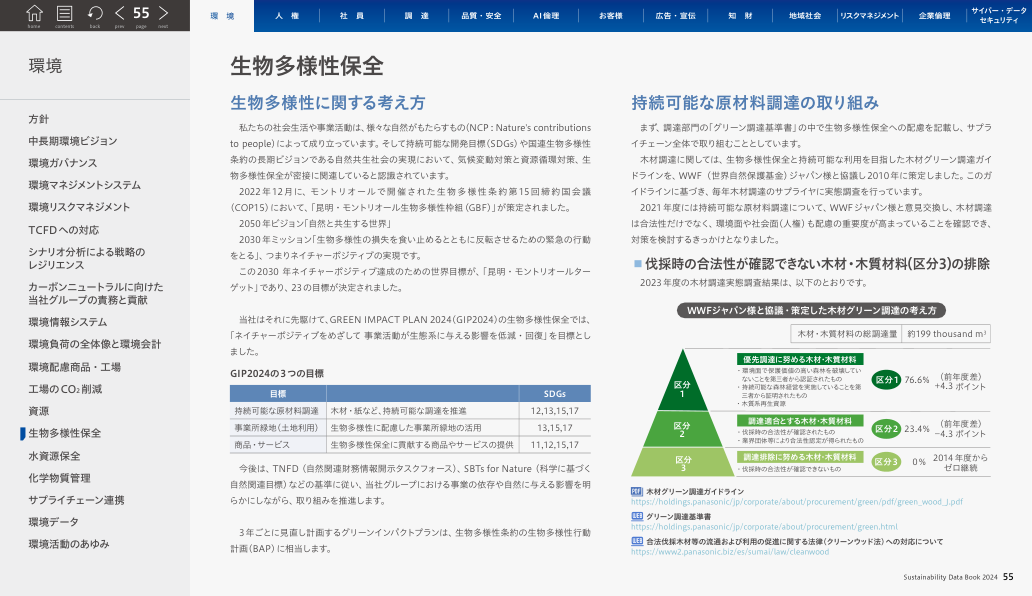 home contents back prev 55 page next
環 境
人 権
社 員
調 達
品質・安全
AI倫理
お客様
広告・宣伝
知 財
地域社会
リスクマネジメント
企業倫理
サイバー・データ
セキュリティ
環境
方針
中長期環境ビジョン
環境ガバナンス
環境マネジメントシステム
環境リスクマネジメント
TCFDへの対応
シナリオ分析による戦略の
レジリエンス
カーボンニュートラルに向けた
当社グループの責務と貢献
環境情報システム
環境負荷の全体像と環境会計
環境配慮商品・工場
工場のCO₂削減
資源
生物多様性保全
水資源保全
化学物質管理
サプライチェーン連携
環境データ
環境活動のあゆみ
生物多様性保全
生物多様性に関する考え方
私たちの社会生活や事業活動は、様々な自然がもたらすもの(NCP : Nature's contributions
to people)によって成り立っています。そして持続可能な開発目標(SDGs)や国連生物多様性
条約の長期ビジョンである自然共生社会の実現において、気候変動対策と資源循環対策、生
物多様性保全が密接に関連していると認識されています。
2022年12月に、モントリオールで開催された生物多様性条約第15回締約国会議
(COP15)において、「昆明・モントリオール生物多様性枠組(GBF)」が策定されました。
2050年ビジョン「自然と共生する世界」
2030年ミッション「生物多様性の損失を食い止めるとともに反転させるための緊急の行動
をとる」、つまりネイチャーポジティブの実現です。
この2030 年ネイチャーポジティブ達成のための世界目標が、「昆明・モントリオールター
ゲット」であり、23の目標が決定されました。
当社はそれに先駆けて、GREEN IMPACT PLAN 2024(GIP2024)の生物多様性保全では、
「ネイチャーポジティブをめざして 事業活動が生態系に与える影響を低減・回復」を目標とし
ました。
GIP2024の3つの目標
目標 SDGs
持続可能な原材料調達 木材・紙など、持続可能な調達を推進 12,13,15,17
事業所緑地(土地利用) 生物多様性に配慮した事業所緑地の活用 13,15,17
商品・サービス 生物多様性保全に貢献する商品やサービスの提供 11,12,15,17
今後は、TNFD(自然関連財務情報開示タスクフォース)、SBTs for Nature(科学に基づく
自然関連目標)などの基準に従い、当社グループにおける事業の依存や自然に与える影響を明
らかにしながら、取り組みを推進します。
3年ごとに見直し計画するグリーンインパクトプランは、生物多様性条約の生物多様性行動
計画(BAP)に相当します。
持続可能な原材料調達の取り組み
まず、調達部門の「グリーン調達基準書」の中で生物多様性保全への配慮を記載し、サプラ
イチェーン全体で取り組むこととしています。
木材調達に関しては、生物多様性保全と持続可能な利用を目指した木材グリーン調達ガイ
ドラインを、WWF(世界自然保護基金)ジャパン様と協議し2010年に策定しました。このガ
イドラインに基づき、毎年木材調達のサプライヤに実態調査を行っています。
2021年度には持続可能な原材料調達について、WWFジャパン様と意見交換し、木材調達
は合法性だけでなく、環境面や社会面(人権)も配慮の重要度が高まっていることを確認でき、
対策を検討するきっかけとなりました。
伐採時の合法性が確認できない木材・木質材料(区分3)の排除
2023年度の木材調達実態調査結果は、以下のとおりです。
WWFジャパン様と協議・策定した木材グリーン調達の考え方
木材・木質材料の総調達量 約199 thousand m³
区分
1
優先調達に努める木材・木質材料
・環境面で保護価値の高い森林を破壊してい
ないことを第三者から認証されたもの
・持続可能な森林経営を実施していることを第
三者から証明されたもの
・木質系再生資源
区分1 76.6% (前年度差)
+4.3 ポイント
区分
2
調達適合とする木材・木質材料
・伐採時の合法性が確認されたもの
・業界団体等により合法性認定が得られたもの
区分2 23.4% (前年度差)
−4.3 ポイント
区分
3
調達排除に努める木材・木質材料
・伐採時の合法性が確認できないもの
区分3 0% 2014年度から
ゼロ継続
PDF 木材グリーン調達ガイドライン
https://holdings.panasonic/jp/corporate/about/procurement/green/pdf/green_wood_J.pdf
WEB グリーン調達基準書
https://holdings.panasonic/jp/corporate/about/procurement/green.html
WEB 合法伐採木材等の流通および利用の促進に関する法律(クリーンウッド法)への対応について
https://www2.panasonic.biz/es/sumai/law/cleanwood
Sustainability Data Book 2024 55